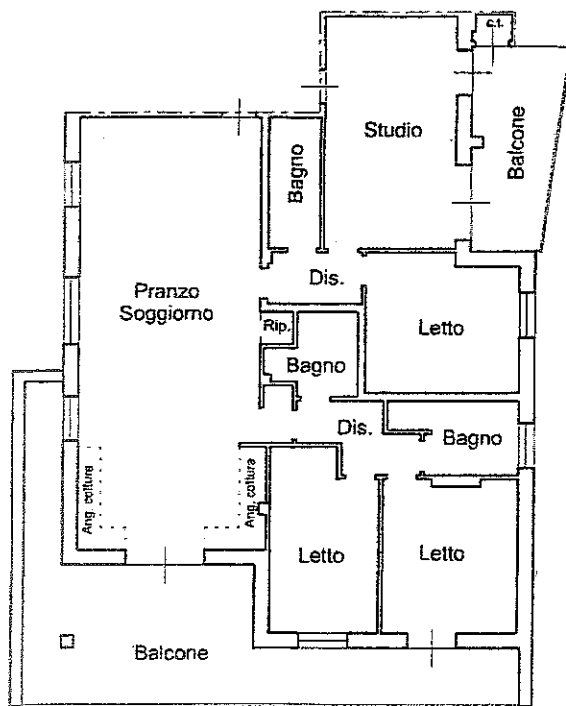 c.t.
Studio
Balcone
Bagno
Dis.
Pranzo
Soggiorno
Letto
Rip.
Bagno
Dis.
Bagno
Ang. cottura
Ang. cottura
Letto
Letto
Balcone